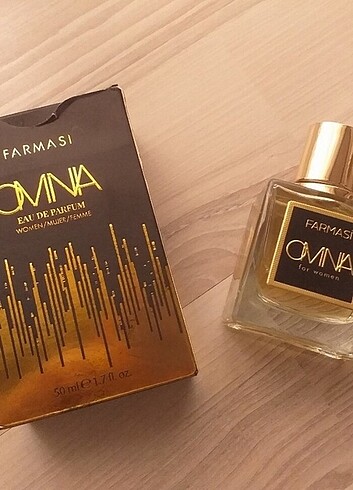 FARMASI
OMNIA
EAU DE PARFUM
WOMEN/MUJER/FEMME
50 ml e 1.7 fl. oz.
FARMASI
OMNIA
for women